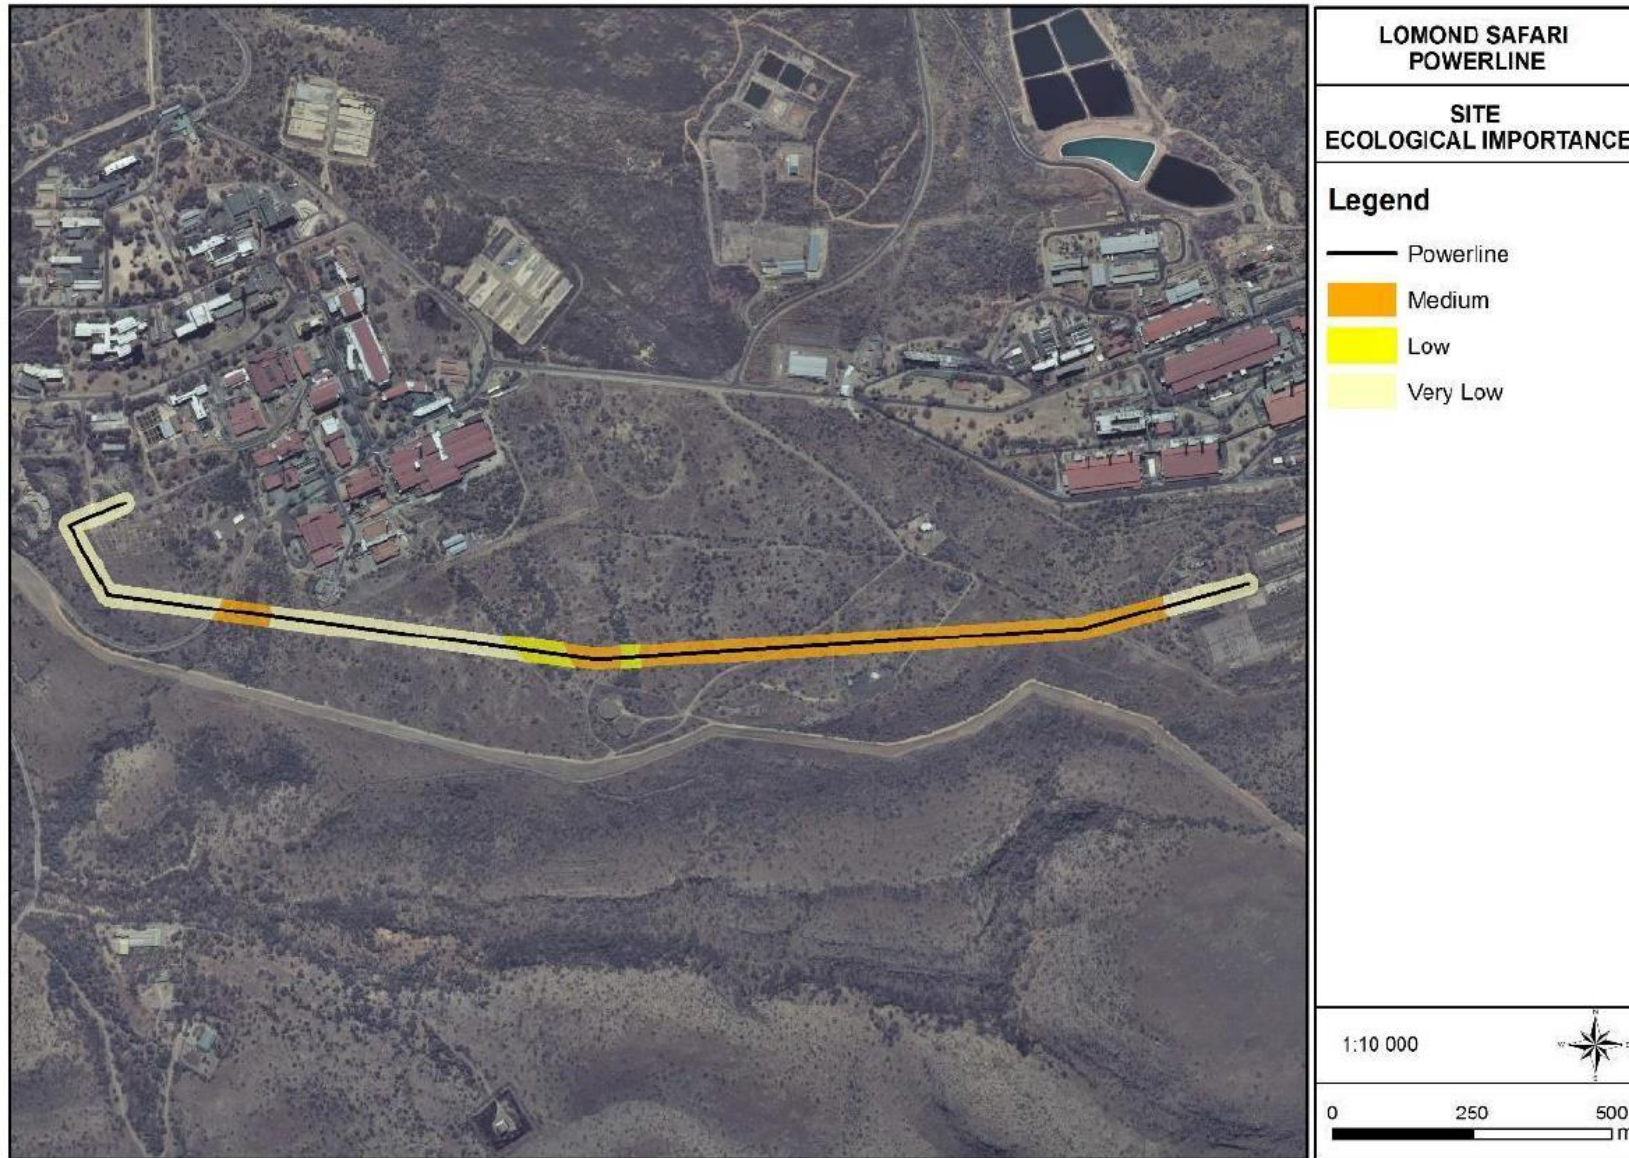 LOMOND SAFARI
POWERLINE
SITE
ECOLOGICAL IMPORTANCE
Legend
Powerline
Medium
Low
Very Low
1:10 000
N
W
S
0 250 500
m